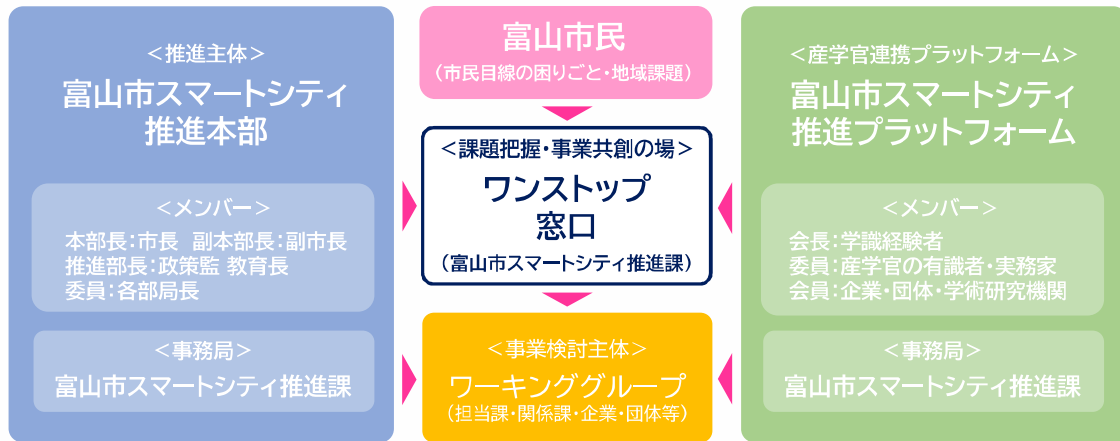 ＜推進主体＞
富山市スマートシティ
推進本部
＜メンバー＞
本部長：市長 副本部長：副市長
推進部長：政策監 教育長
委員：各部局長
＜事務局＞
富山市スマートシティ推進課
富山市民
（市民目線の困りごと・地域課題）
＜課題把握・事業共創の場＞
ワンストップ
窓口
（富山市スマートシティ推進課）
＜事業検討主体＞
ワーキンググループ
（担当課・関係課・企業・団体等）
＜産学官連携プラットフォーム＞
富山市スマートシティ
推進プラットフォーム
＜メンバー＞
会長：学識経験者
委員：産学官の有識者・実務家
会員：企業・団体・学術研究機関
＜事務局＞
富山市スマートシティ推進課